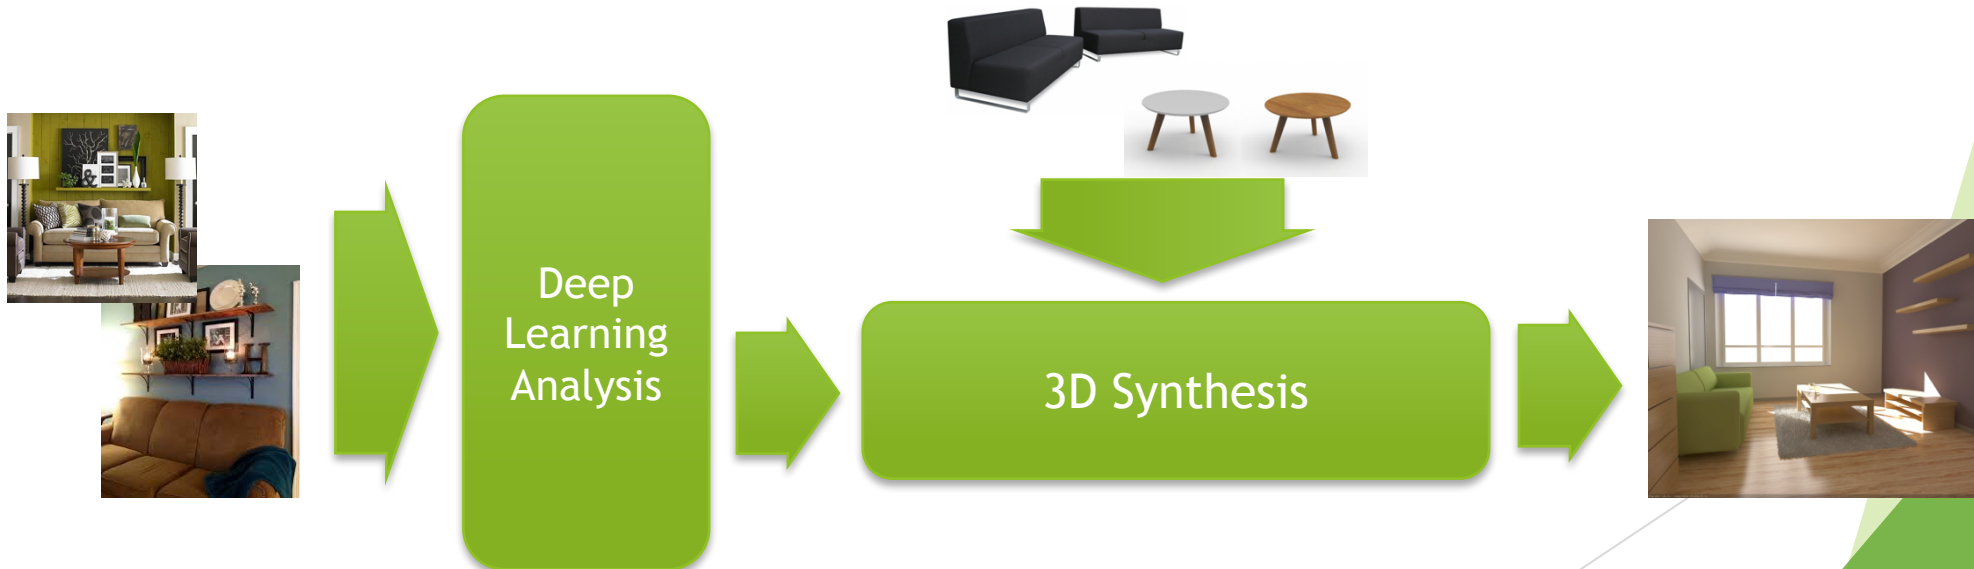 Deep
Learning
Analysis
3D Synthesis
&
H